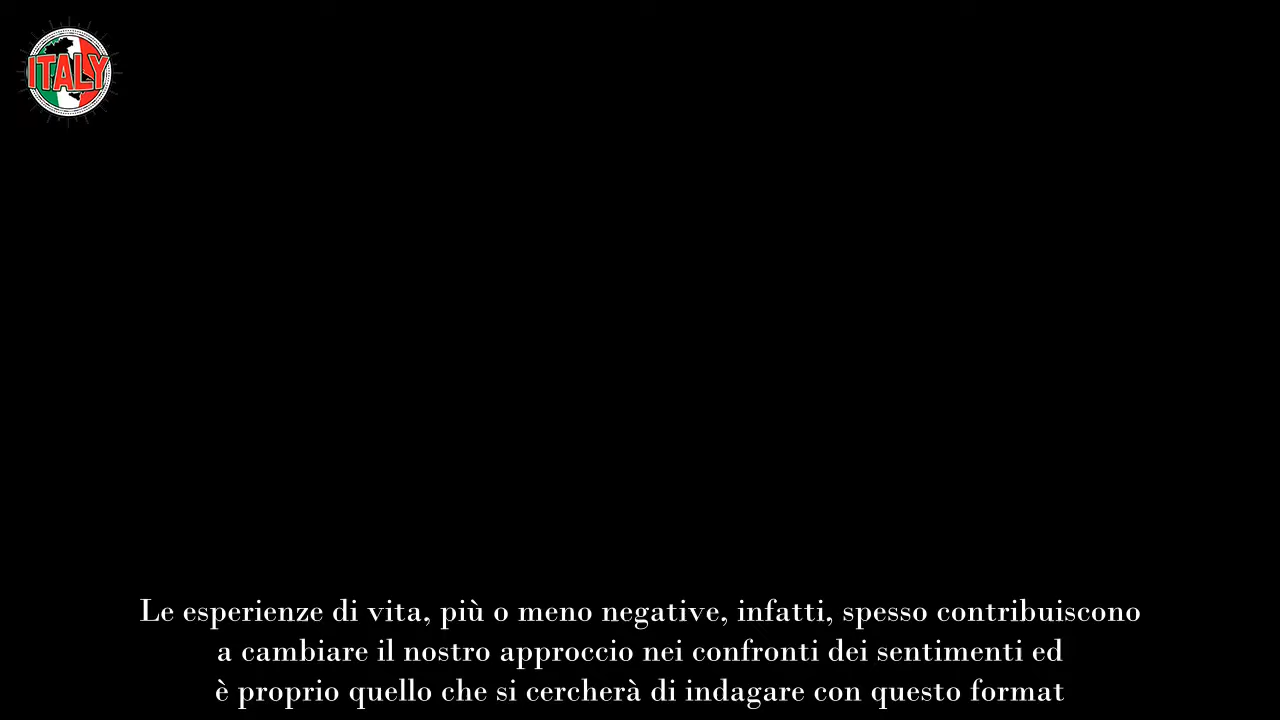 ITALY
Le esperienze di vita, più o meno negative, infatti, spesso contribuiscono
a cambiare il nostro approccio nei confronti dei sentimenti ed
è proprio quello che si cercherà di indagare con questo format